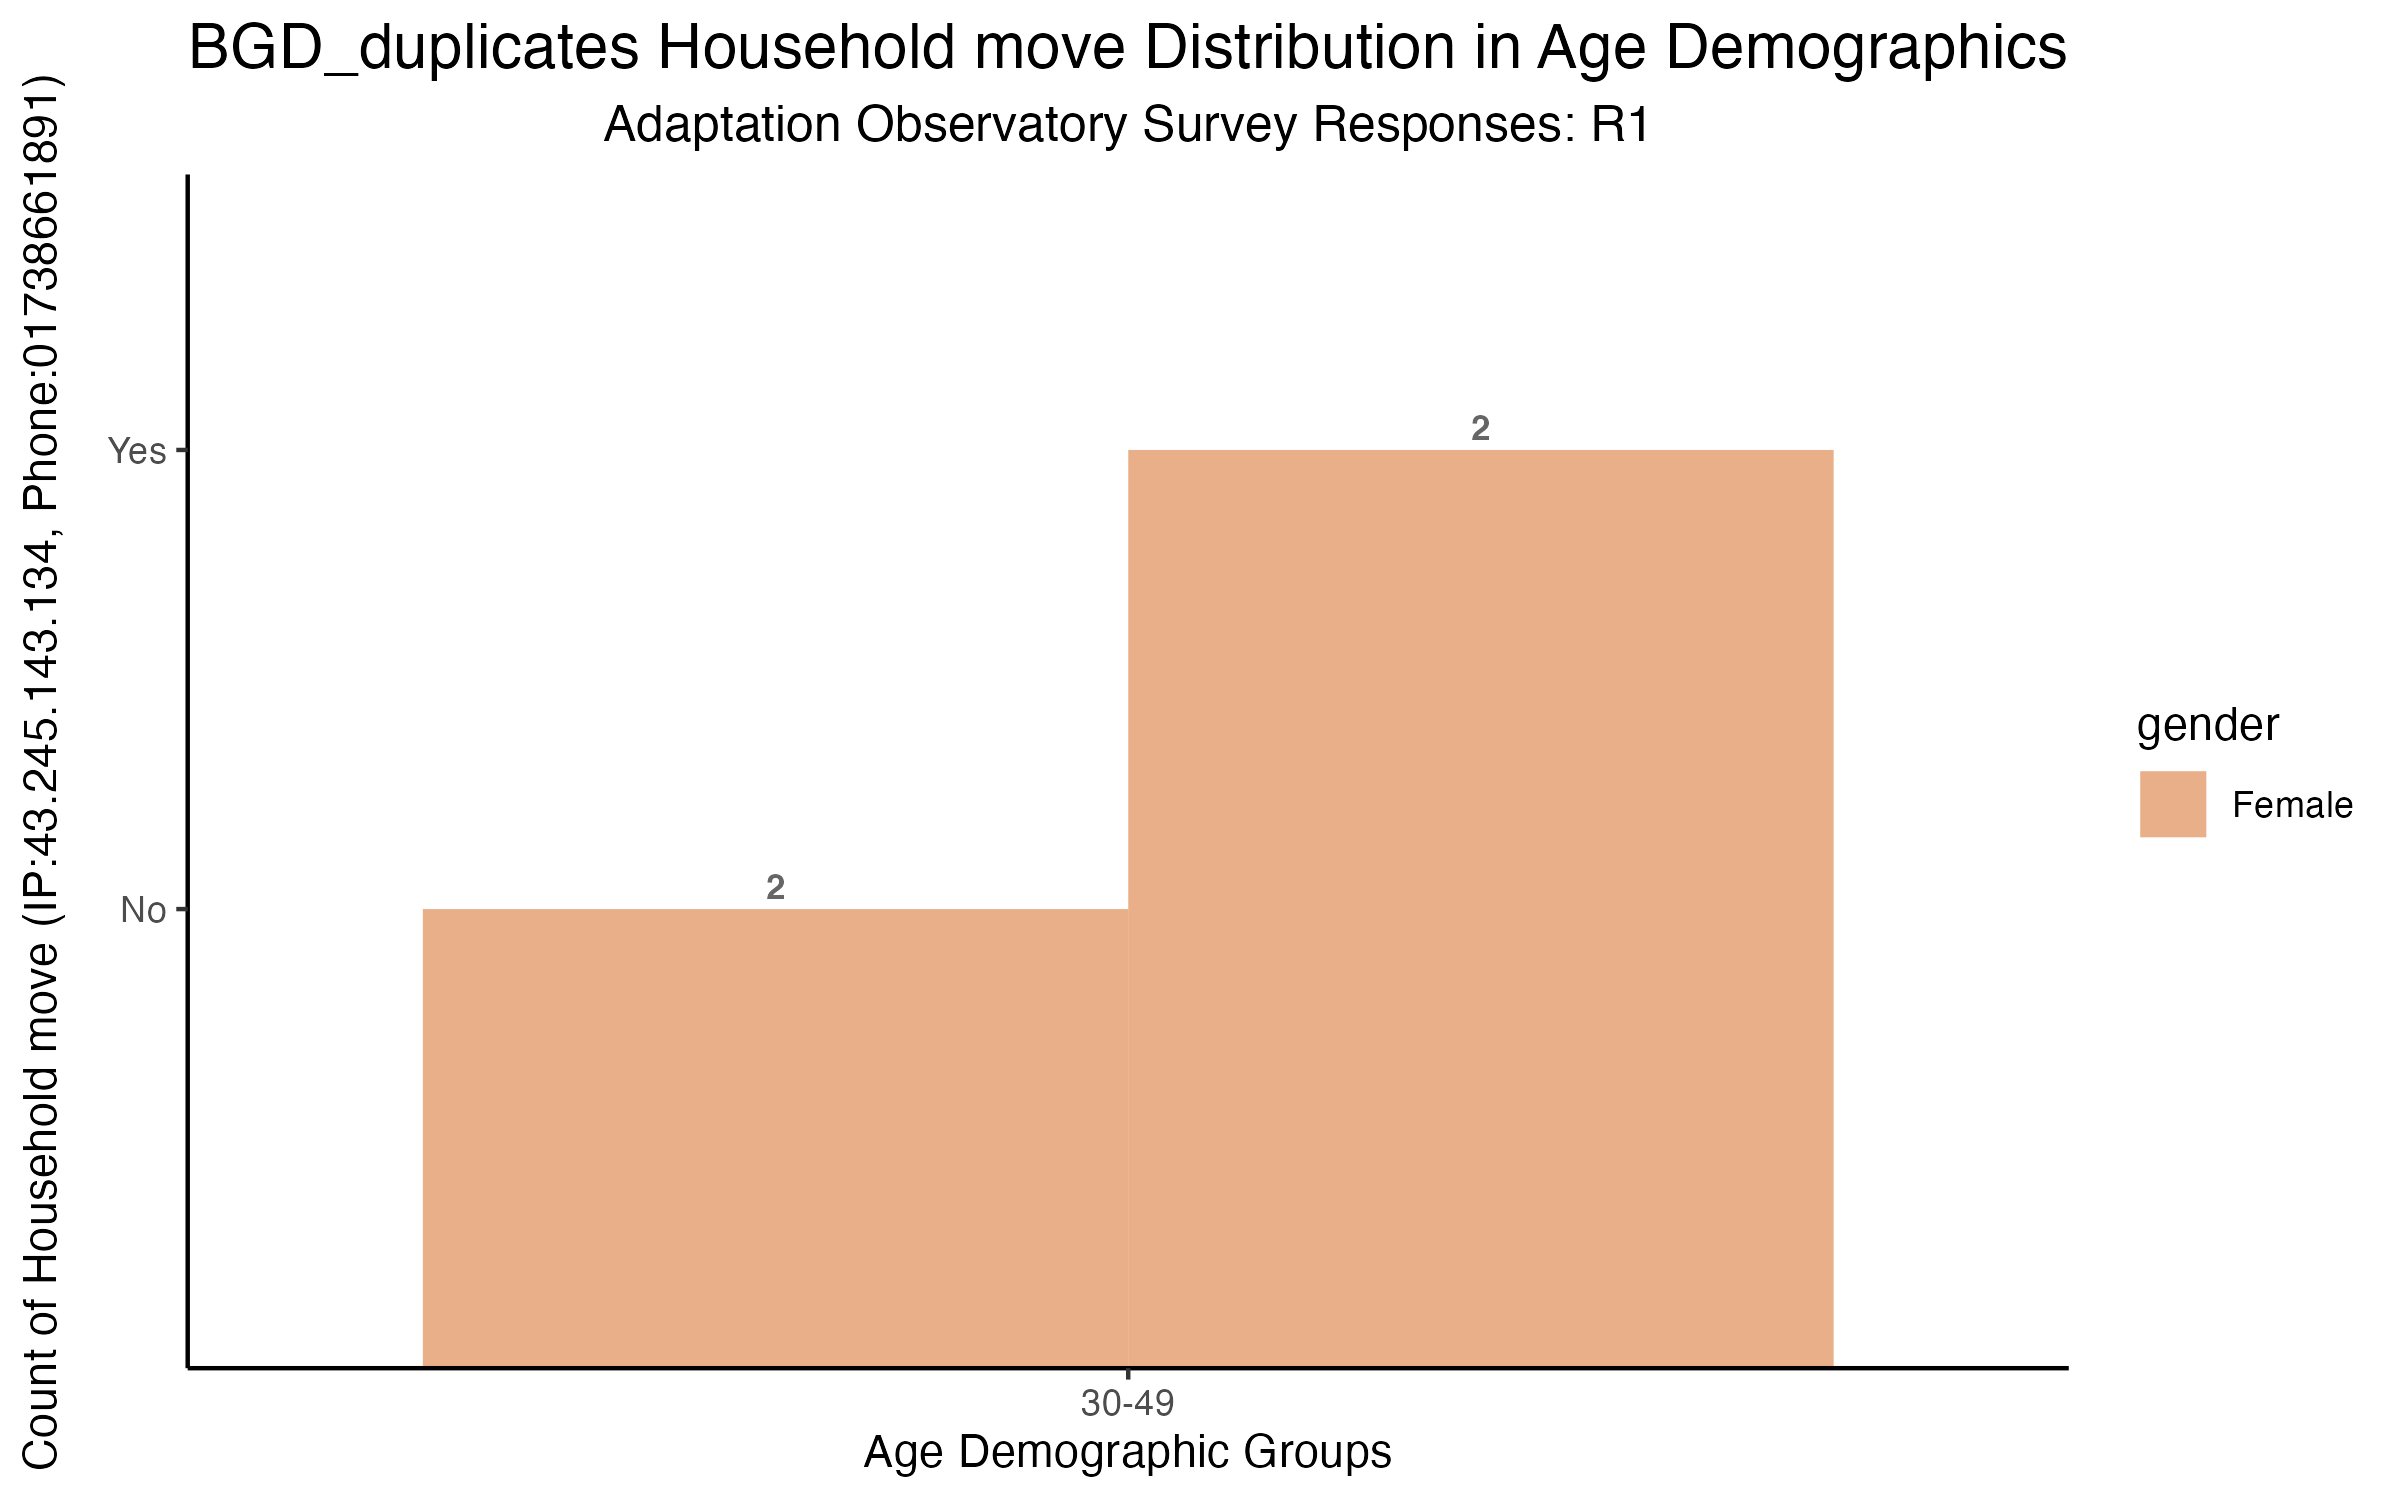 BGD_duplicates Household move Distribution in Age Demographics
Adaptation Observatory Survey Responses: R1
Count of Household move (IP:43.245.143.134, Phone:01738661891)
Yes
No
2
2
30-49
Age Demographic Groups
gender
Female